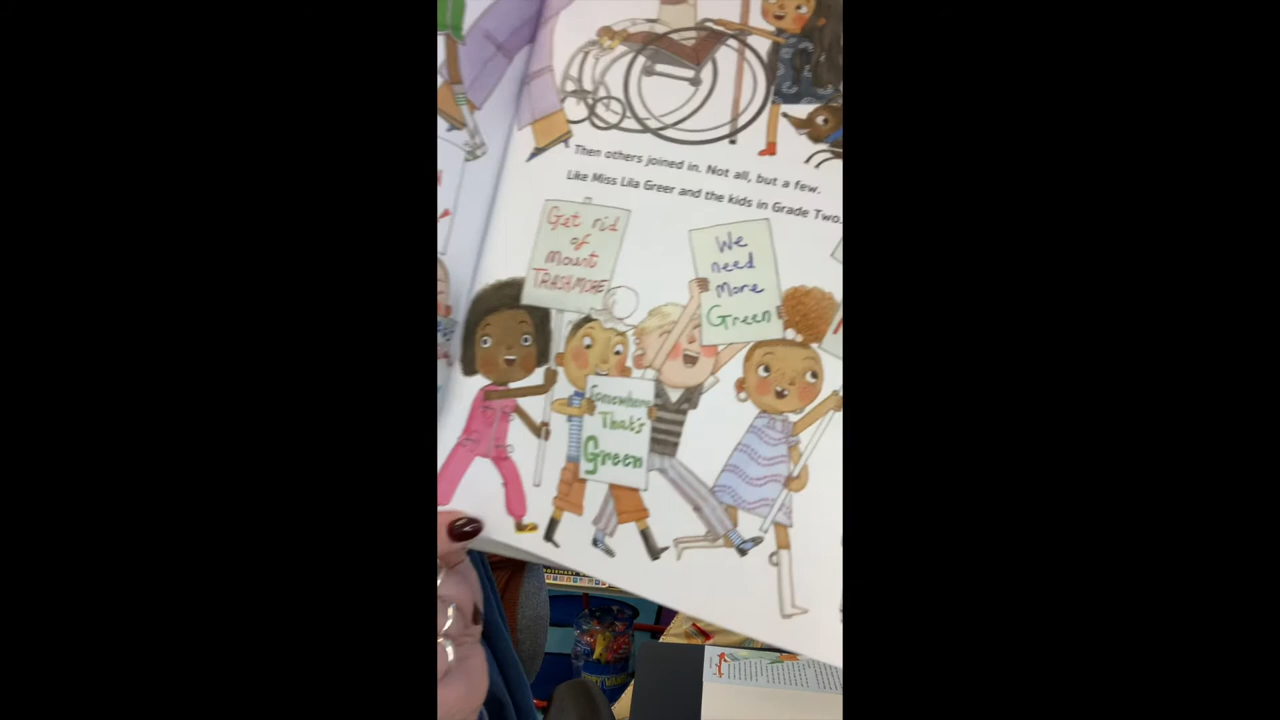 Then others joined in. Not all, but a few.
Like Miss Lila Greer and the kids in Grade Two.
Get rid
of
Mount
TRASHMORE
We
need
More
Green
Somewhere
That's
Green